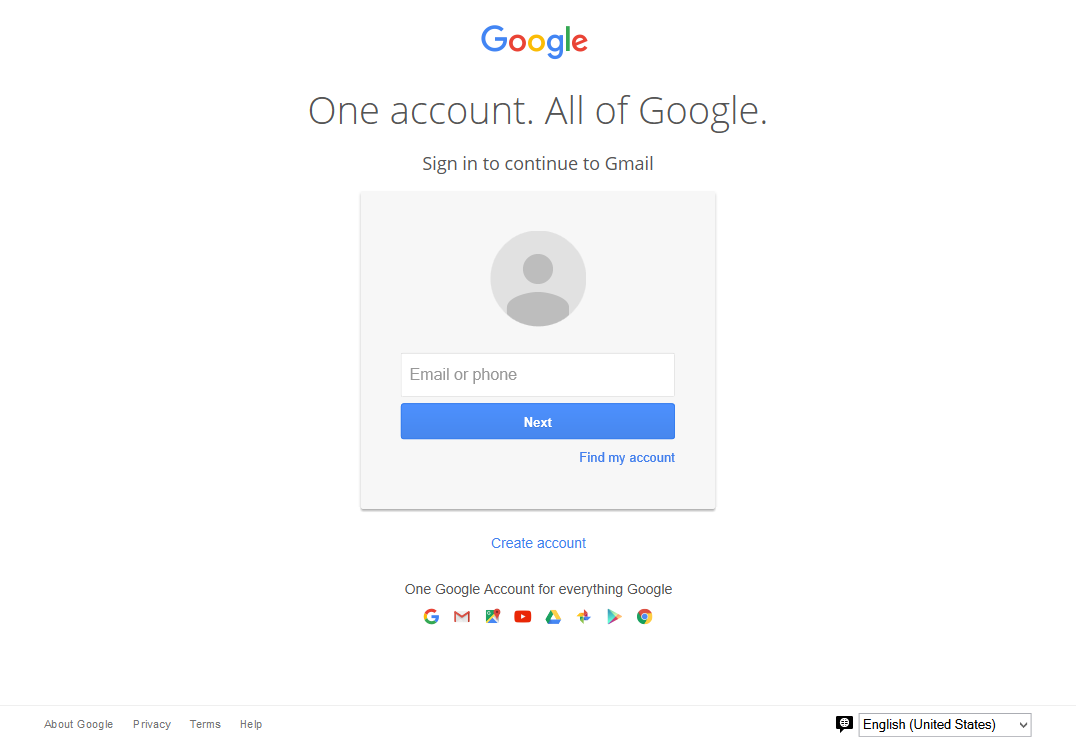 Google
One account. All of Google.
Sign in to continue to Gmail
Email or phone
Next
Find my account
Create account
One Google Account for everything Google
About Google Privacy Terms Help English (United States)